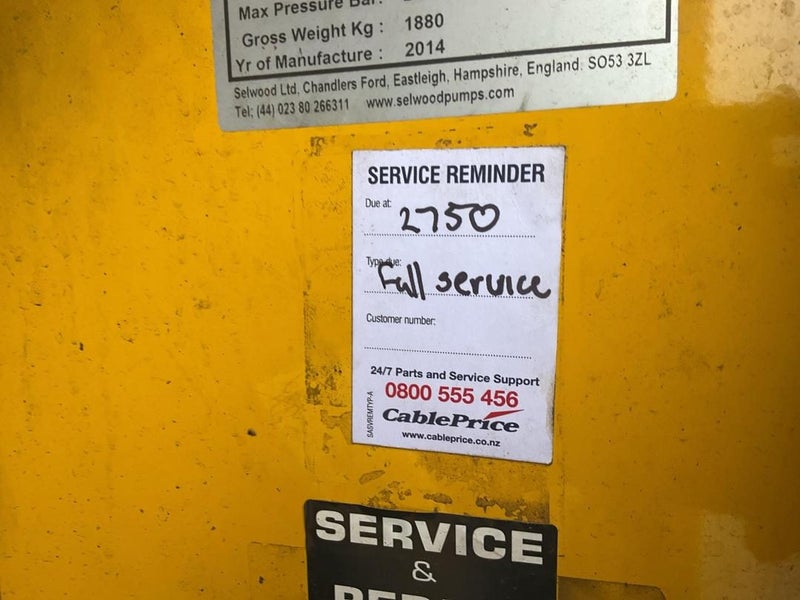 Max Pressure Bar:
Gross Weight Kg : 1880
Yr of Manufacture : 2014
Selwood Ltd, Chandlers Ford, Eastleigh, Hampshire, England. SO53 3ZL
Tel: (44) 023 80 266311 www.selwoodpumps.com
SERVICE REMINDER
Due at: 2750
Type due: Full service
Customer number:
24/7 Parts and Service Support
0800 555 456
CablePrice
www.cableprice.co.nz
SASVREMTYP-A
SERVICE
&